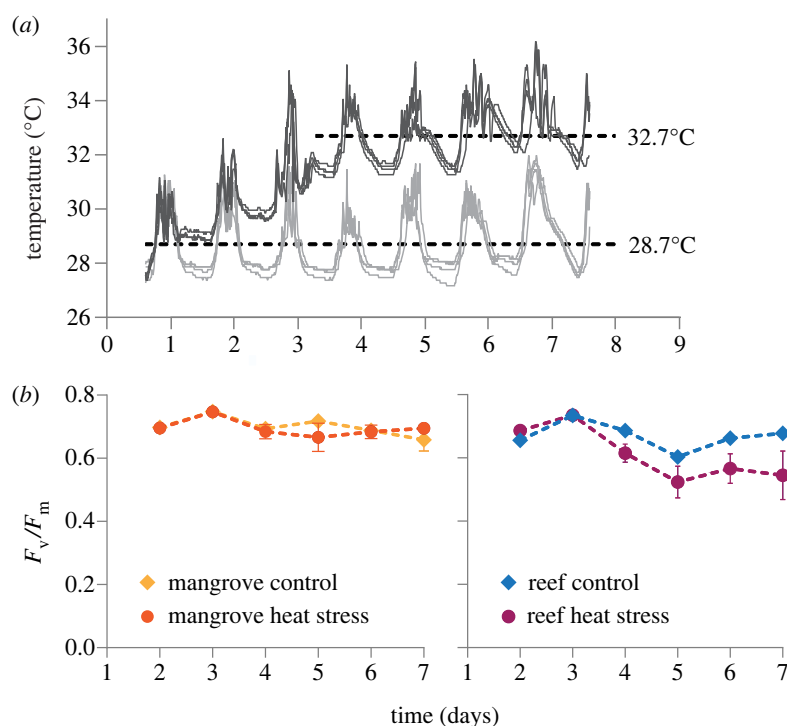 (a)
temperature (°C)
36
34
32
30
28
26
32.7°C
28.7°C
0 1 2 3 4 5 6 7 8 9
(b)
Fv/Fm
0.8
0.6
0.4
0.2
0.0
mangrove control
mangrove heat stress
reef control
reef heat stress
1 2 3 4 5 6 7 1 2 3 4 5 6 7
time (days)